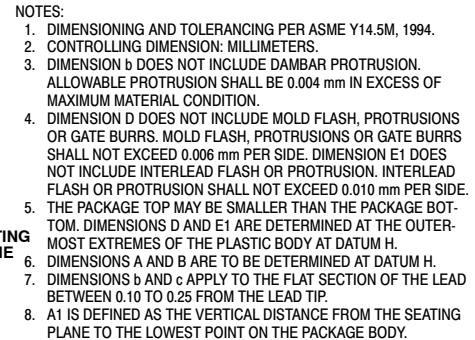 NOTES:
1. DIMENSIONING AND TOLERANCING PER ASME Y14.5M, 1994.
2. CONTROLLING DIMENSION: MILLIMETERS.
3. DIMENSION b DOES NOT INCLUDE DAMBAR PROTRUSION.
ALLOWABLE PROTRUSION SHALL BE 0.004 mm IN EXCESS OF
MAXIMUM MATERIAL CONDITION.
4. DIMENSION D DOES NOT INCLUDE MOLD FLASH, PROTRUSIONS
OR GATE BURRS. MOLD FLASH, PROTRUSIONS OR GATE BURRS
SHALL NOT EXCEED 0.006 mm PER SIDE. DIMENSION E1 DOES
NOT INCLUDE INTERLEAD FLASH OR PROTRUSION. INTERLEAD
FLASH OR PROTRUSION SHALL NOT EXCEED 0.010 mm PER SIDE.
5. THE PACKAGE TOP MAY BE SMALLER THAN THE PACKAGE BOT-
TOM. DIMENSIONS D AND E1 ARE DETERMINED AT THE OUTER-
MOST EXTREMES OF THE PLASTIC BODY AT DATUM H.
6. DIMENSIONS A AND B ARE TO BE DETERMINED AT DATUM H.
7. DIMENSIONS b AND c APPLY TO THE FLAT SECTION OF THE LEAD
BETWEEN 0.10 TO 0.25 FROM THE LEAD TIP.
8. A1 IS DEFINED AS THE VERTICAL DISTANCE FROM THE SEATING
PLANE TO THE LOWEST POINT ON THE PACKAGE BODY.